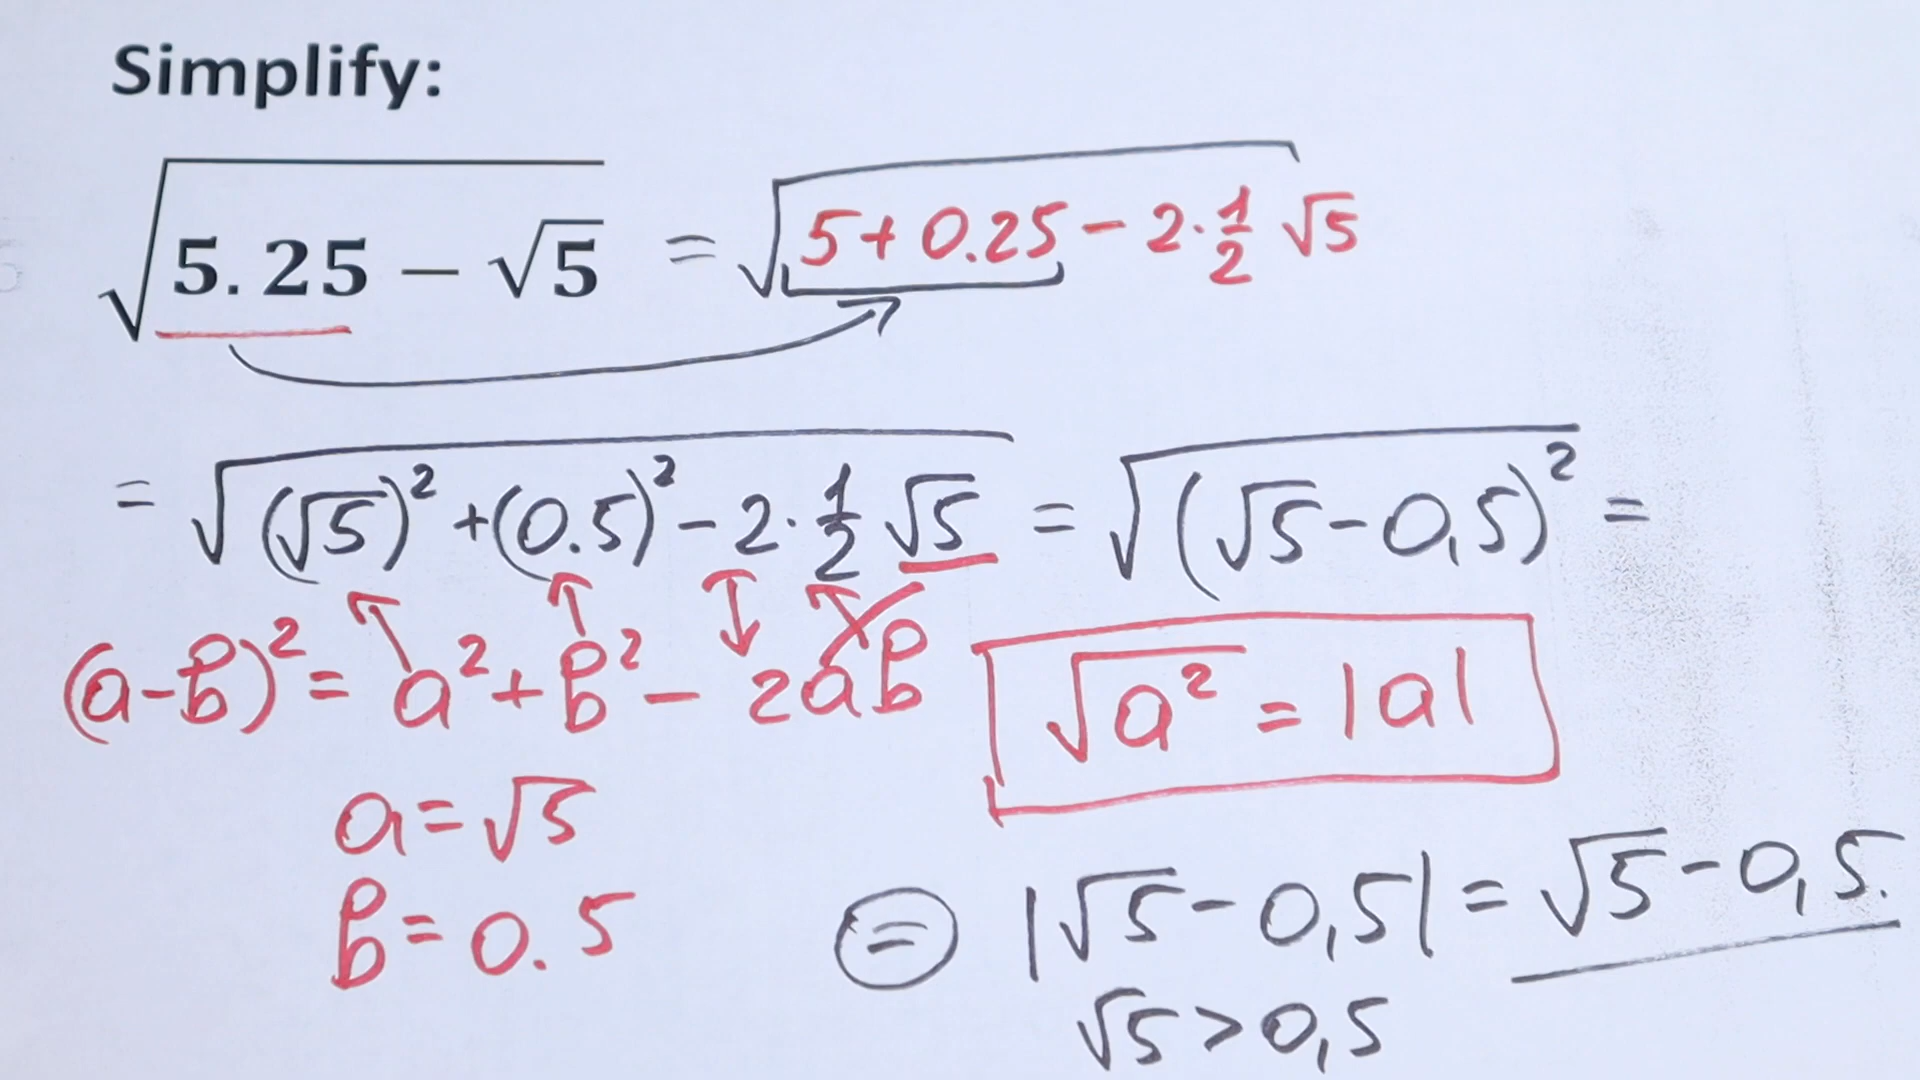 Simplify:
√(5.25 − √5) = √(5 + 0.25 − 2·1/2 √5)
= √((√5)² + (0.5)² − 2·1/2 √5) = √((√5 − 0,5)²) =
(a−b)² = a² + b² − 2ab
√a² = |a|
a = √5
b = 0.5
= |√5 − 0,5| = √5 − 0,5.
√5 > 0,5